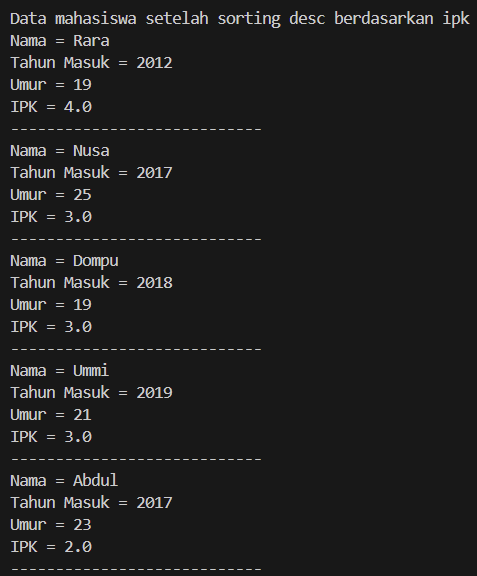 Data mahasiswa setelah sorting desc berdasarkan ipk
Nama = Rara
Tahun Masuk = 2012
Umur = 19
IPK = 4.0
----------------------------
Nama = Nusa
Tahun Masuk = 2017
Umur = 25
IPK = 3.0
----------------------------
Nama = Dompu
Tahun Masuk = 2018
Umur = 19
IPK = 3.0
----------------------------
Nama = Ummi
Tahun Masuk = 2019
Umur = 21
IPK = 3.0
----------------------------
Nama = Abdul
Tahun Masuk = 2017
Umur = 23
IPK = 2.0
----------------------------